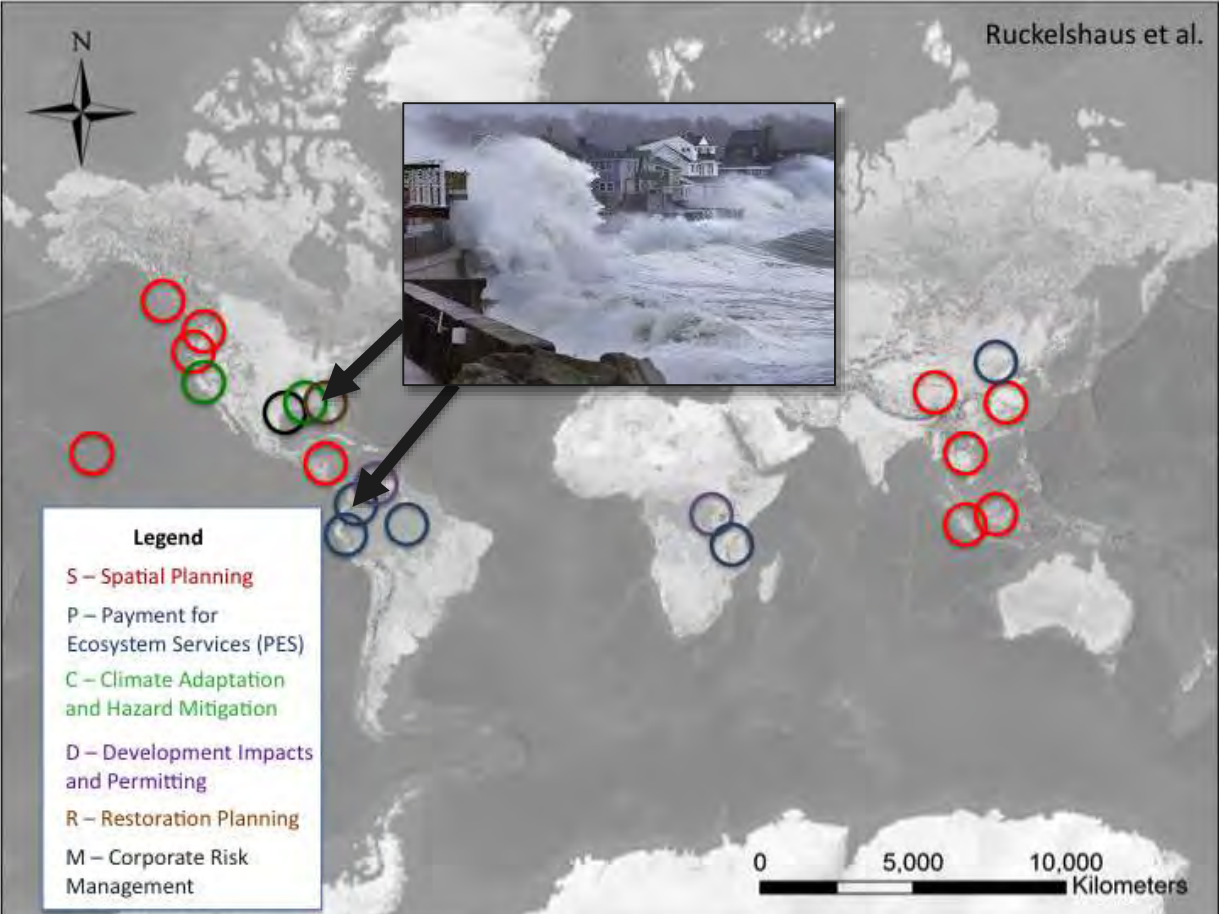 Ruckelshaus et al.
N
Legend
S – Spatial Planning
P – Payment for
Ecosystem Services (PES)
C – Climate Adaptation
and Hazard Mitigation
D – Development Impacts
and Permitting
R – Restoration Planning
M – Corporate Risk
Management
0 5,000 10,000
Kilometers